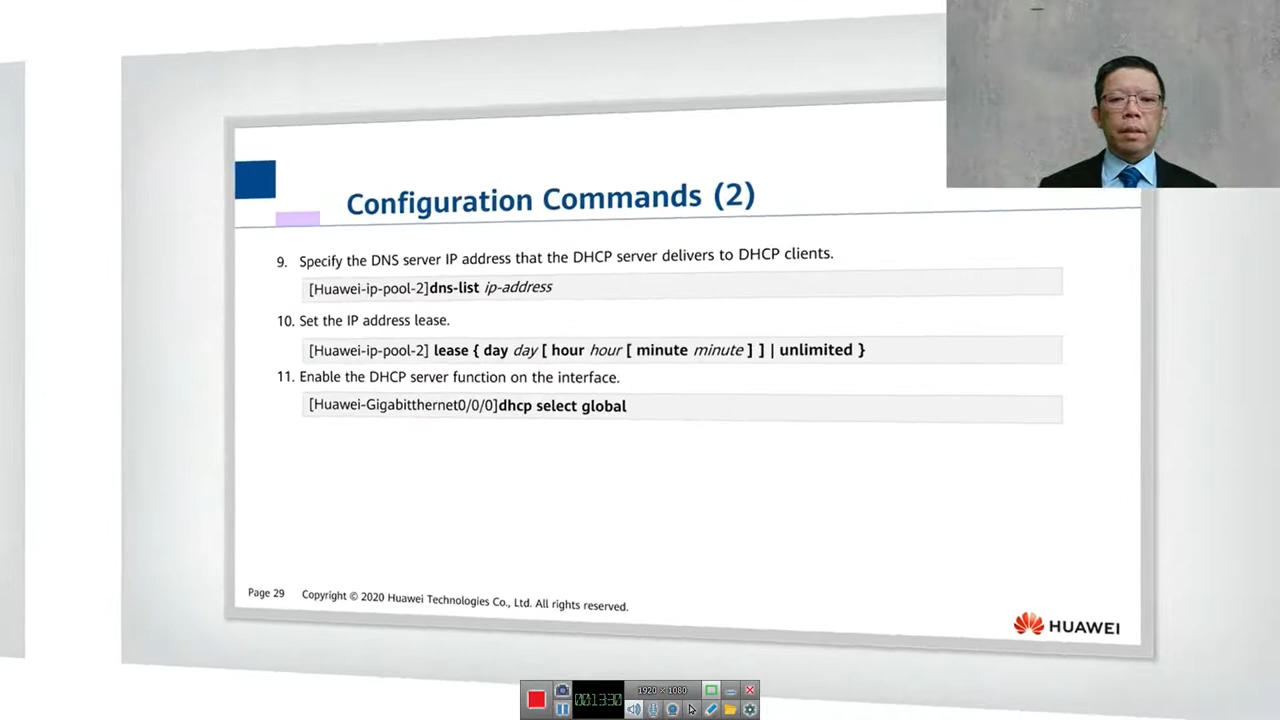 Configuration Commands (2)
9. Specify the DNS server IP address that the DHCP server delivers to DHCP clients.
[Huawei-ip-pool-2]dns-list ip-address
10. Set the IP address lease.
[Huawei-ip-pool-2] lease { day day [ hour hour [ minute minute ] ] | unlimited }
11. Enable the DHCP server function on the interface.
[Huawei-Gigabitthernet0/0/0]dhcp select global
Page 29 Copyright © 2020 Huawei Technologies Co., Ltd. All rights reserved.
HUAWEI
00:13:30
1920 × 1080